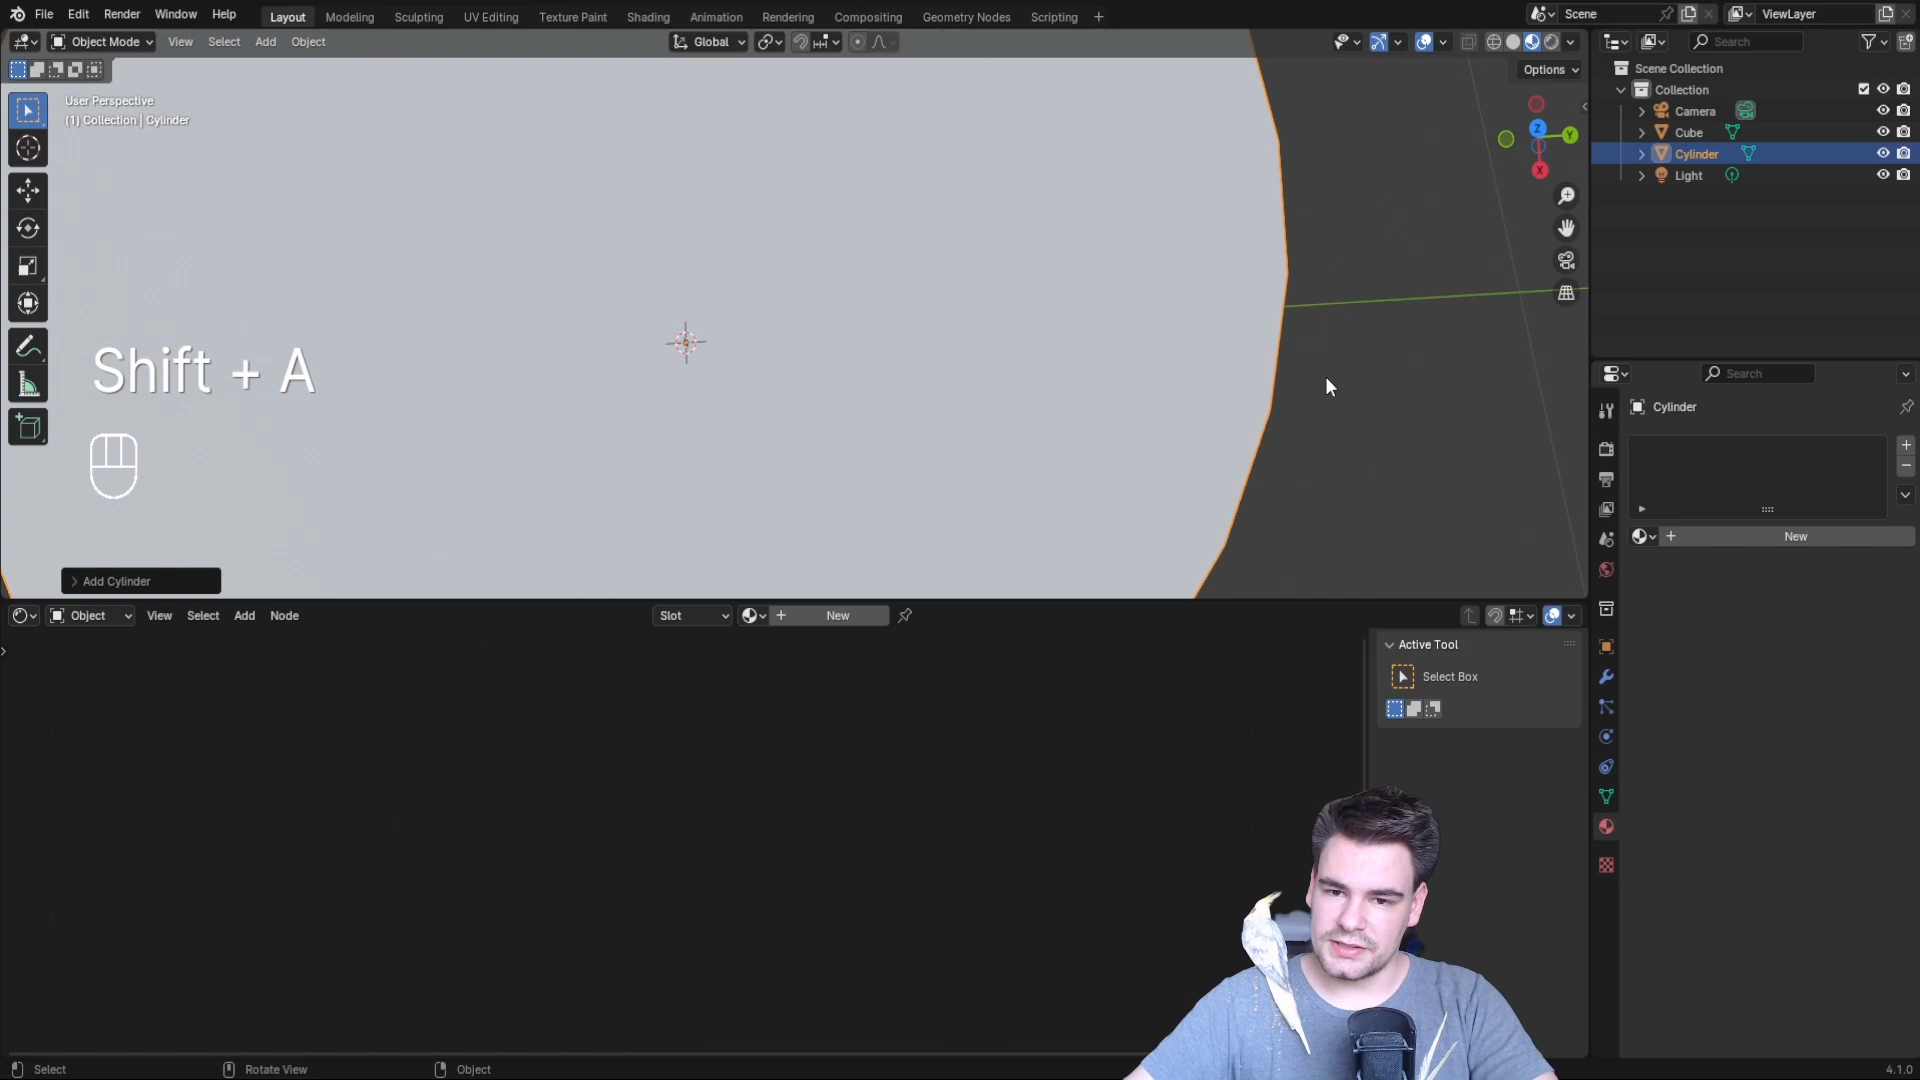 File Edit Render Window Help Layout Modeling Sculpting UV Editing Texture Paint Shading Animation Rendering Compositing Geometry Nodes Scripting + Scene ViewLayer
Object Mode View Select Add Object Global Search
Options
User Perspective
(1) Collection | Cylinder
Scene Collection
Collection
Camera
Cube
Cylinder
Light
Z
Y
X
Shift + A
Search
Cylinder
New
Add Cylinder
Object View Select Add Node Slot New
Active Tool
Select Box
Select Rotate View Object 4.1.0